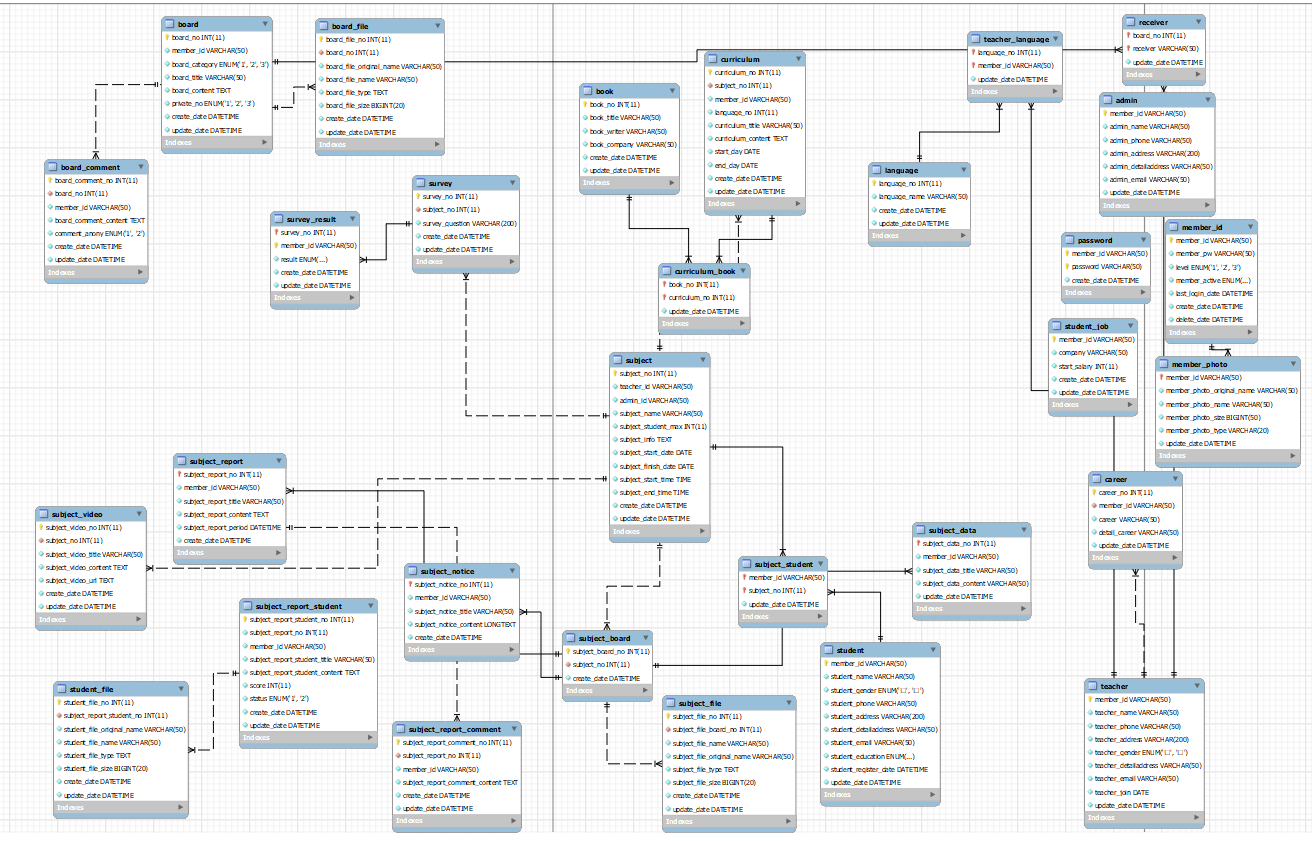 board
board_no INT(11)
member_id VARCHAR(50)
board_category ENUM('1', '2', '3')
board_title VARCHAR(50)
board_content TEXT
private_no ENUM('1', '2', '3')
create_date DATETIME
update_date DATETIME
Indexes
board_file
board_file_no INT(11)
board_no INT(11)
board_file_original_name VARCHAR(50)
board_file_name VARCHAR(50)
board_file_type TEXT
board_file_size BIGINT(20)
create_date DATETIME
update_date DATETIME
Indexes
board_comment
board_comment_no INT(11)
board_no INT(11)
member_id VARCHAR(50)
board_comment_content TEXT
comment_anony ENUM('1', '2')
create_date DATETIME
update_date DATETIME
Indexes
survey
survey_no INT(11)
subject_no INT(11)
survey_question VARCHAR(200)
create_date DATETIME
update_date DATETIME
Indexes
survey_result
survey_no INT(11)
member_id VARCHAR(50)
result ENUM(...)
create_date DATETIME
update_date DATETIME
Indexes
book
book_no INT(11)
book_title VARCHAR(50)
book_writer VARCHAR(50)
book_company VARCHAR(50)
create_date DATETIME
update_date DATETIME
Indexes
curriculum
curriculum_no INT(11)
subject_no INT(11)
member_id VARCHAR(50)
language_no INT(11)
curriculum_title VARCHAR(50)
curriculum_content TEXT
start_day DATE
end_day DATE
create_date DATETIME
update_date DATETIME
Indexes
curriculum_book
book_no INT(11)
curriculum_no INT(11)
update_date DATETIME
Indexes
teacher_language
language_no INT(11)
member_id VARCHAR(50)
update_date DATETIME
Indexes
language
language_no INT(11)
language_name VARCHAR(50)
create_date DATETIME
update_date DATETIME
Indexes
receiver
board_no INT(11)
receiver VARCHAR(50)
update_date DATETIME
Indexes
admin
member_id VARCHAR(50)
admin_name VARCHAR(50)
admin_phone VARCHAR(50)
admin_address VARCHAR(200)
admin_detailaddress VARCHAR(50)
admin_email VARCHAR(50)
update_date DATETIME
Indexes
member_id
member_id VARCHAR(50)
member_pw VARCHAR(50)
level ENUM('1', '2', '3')
member_active ENUM(...)
last_login_date DATETIME
create_date DATETIME
delete_date DATETIME
Indexes
password
member_id VARCHAR(50)
password VARCHAR(50)
create_date DATETIME
Indexes
student_job
member_id VARCHAR(50)
company VARCHAR(50)
start_salary INT(11)
create_date DATETIME
update_date DATETIME
Indexes
member_photo
member_id VARCHAR(50)
member_photo_original_name VARCHAR(50)
member_photo_name VARCHAR(50)
member_photo_size BIGINT(50)
member_photo_type VARCHAR(20)
update_date DATETIME
Indexes
subject
subject_no INT(11)
teacher_id VARCHAR(50)
admin_id VARCHAR(50)
subject_name VARCHAR(50)
subject_student_max INT(11)
subject_info TEXT
subject_start_date DATE
subject_finish_date DATE
subject_start_time TIME
subject_end_time TIME
create_date DATETIME
update_date DATETIME
Indexes
subject_report
subject_report_no INT(11)
member_id VARCHAR(50)
subject_report_title VARCHAR(50)
subject_report_content TEXT
subject_report_period DATETIME
create_date DATETIME
Indexes
subject_video
subject_video_no INT(11)
subject_no INT(11)
subject_video_title VARCHAR(50)
subject_video_content TEXT
subject_video_url TEXT
create_date DATETIME
update_date DATETIME
Indexes
career
career_no INT(11)
member_id VARCHAR(50)
career VARCHAR(50)
detail_career VARCHAR(50)
update_date DATETIME
Indexes
subject_data
subject_data_no INT(11)
member_id VARCHAR(50)
subject_data_title VARCHAR(50)
subject_data_content VARCHAR(50)
create_date DATETIME
Indexes
subject_student
member_id VARCHAR(50)
subject_no INT(11)
update_date DATETIME
Indexes
subject_notice
subject_notice_no INT(11)
member_id VARCHAR(50)
subject_notice_title VARCHAR(50)
subject_notice_content LONGTEXT
create_date DATETIME
Indexes
subject_report_student
subject_report_student_no INT(11)
subject_report_no INT(11)
member_id VARCHAR(50)
subject_report_student_title VARCHAR(50)
subject_report_student_content TEXT
score INT(11)
status ENUM('1', '2')
create_date DATETIME
update_date DATETIME
Indexes
subject_board
subject_board_no INT(11)
subject_no INT(11)
create_date DATETIME
Indexes
student
member_id VARCHAR(50)
student_name VARCHAR(50)
student_gender ENUM('□', '□')
student_phone VARCHAR(50)
student_address VARCHAR(200)
student_detailaddress VARCHAR(50)
student_email VARCHAR(50)
student_education ENUM(...)
student_register_date DATETIME
update_date DATETIME
Indexes
student_file
student_file_no INT(11)
subject_report_student_no INT(11)
student_file_original_name VARCHAR(50)
student_file_name VARCHAR(50)
student_file_type TEXT
student_file_size BIGINT(20)
create_date DATETIME
update_date DATETIME
Indexes
subject_report_comment
subject_report_comment_no INT(11)
subject_report_no INT(11)
member_id VARCHAR(50)
subject_report_comment_content TEXT
create_date DATETIME
update_date DATETIME
Indexes
subject_file
subject_file_no INT(11)
subject_file_board_no INT(11)
subject_file_name VARCHAR(50)
subject_file_original_name VARCHAR(50)
subject_file_type TEXT
subject_file_size BIGINT(20)
create_date DATETIME
update_date DATETIME
Indexes
teacher
member_id VARCHAR(50)
teacher_name VARCHAR(50)
teacher_phone VARCHAR(50)
teacher_address VARCHAR(200)
teacher_gender ENUM('□', '□')
teacher_detailaddress VARCHAR(50)
teacher_email VARCHAR(50)
teacher_join DATE
update_date DATETIME
Indexes